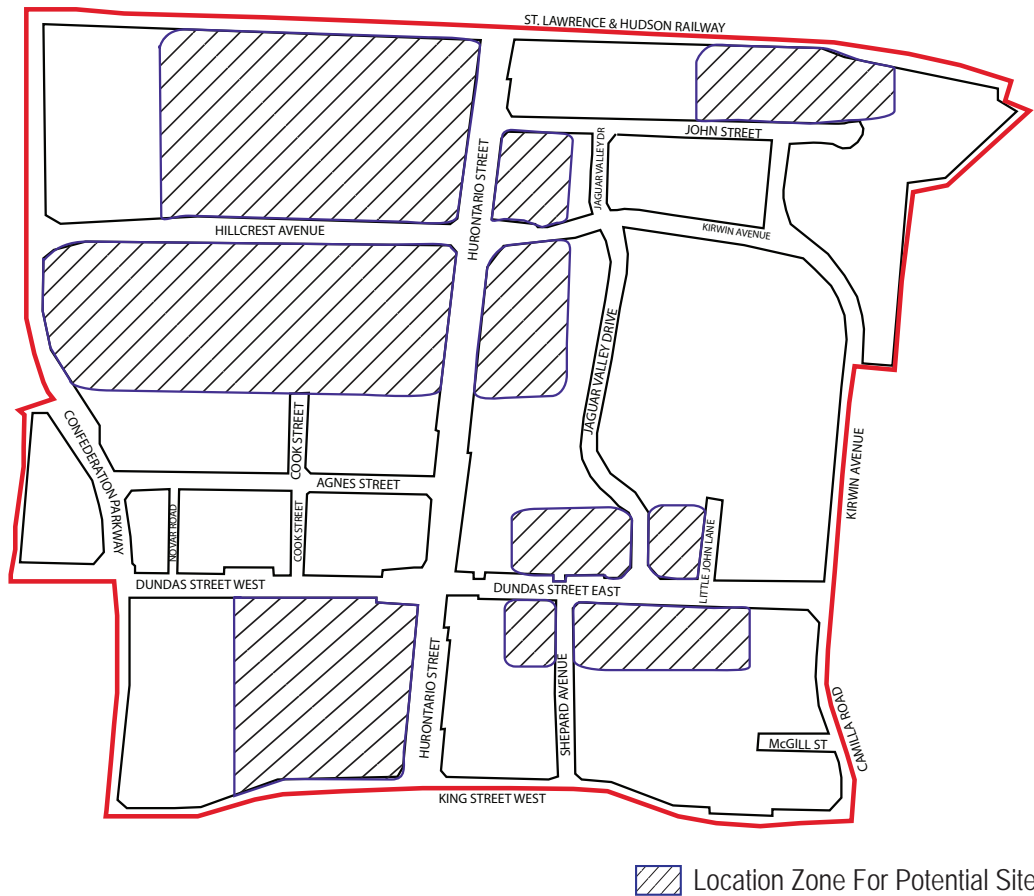 ST. LAWRENCE & HUDSON RAILWAY
JOHN STREET
JAGUAR VALLEY DR
HURONTARIO STREET
HILLCREST AVENUE
KIRWIN AVENUE
JAGUAR VALLEY DRIVE
CONFEDERATION PARKWAY
COOK STREET
AGNES STREET
KIRWIN AVENUE
NOVAR ROAD
COOK STREET
LITTLE JOHN LANE
DUNDAS STREET WEST
DUNDAS STREET EAST
HURONTARIO STREET
SHEPARD AVENUE
CAMILLA ROAD
McGILL ST
KING STREET WEST
Location Zone For Potential Site